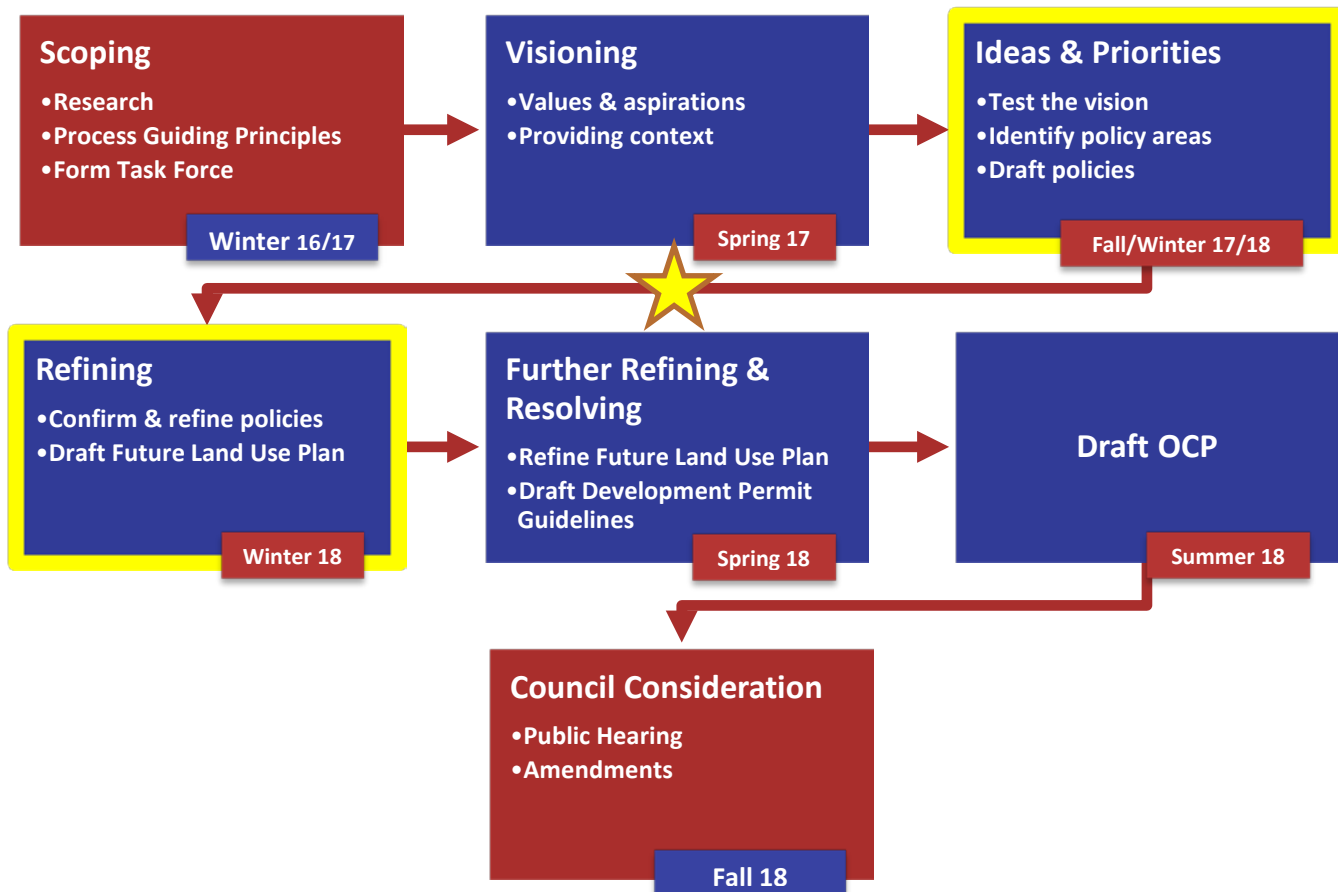 Scoping
•Research
•Process Guiding Principles
•Form Task Force
Winter 16/17
Visioning
•Values & aspirations
•Providing context
Spring 17
Ideas & Priorities
•Test the vision
•Identify policy areas
•Draft policies
Fall/Winter 17/18
Refining
•Confirm & refine policies
•Draft Future Land Use Plan
Winter 18
Further Refining &
Resolving
•Refine Future Land Use Plan
•Draft Development Permit
Guidelines
Spring 18
Draft OCP
Summer 18
Council Consideration
•Public Hearing
•Amendments
Fall 18